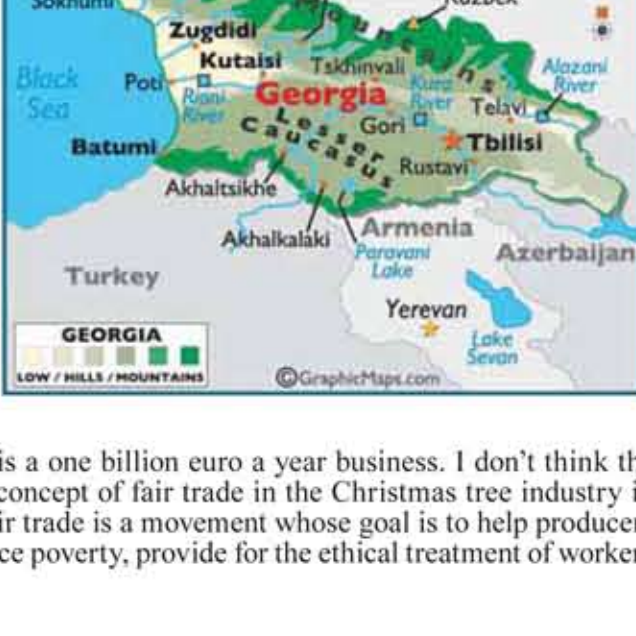 Sokhumi
Kazbek
Mountains
Zugdidi
Kutaisi
Tskhinvali
Alazani
River
Black
Sea
Poti
Rioni
River
Georgia
Kura
River
Telavi
Gori
Lesser
Caucasus
Tbilisi
Batumi
Rustavi
Akhaltsikhe
Akhalkalaki
Armenia
Paravani
Lake
Azerbaijan
Turkey
Yerevan
Lake
Sevan
GEORGIA
LOW / HILLS / MOUNTAINS
©GraphicMaps.com
is a one billion euro a year business. I don't think th
concept of fair trade in the Christmas tree industry i
ir trade is a movement whose goal is to help producer
ce poverty, provide for the ethical treatment of worker